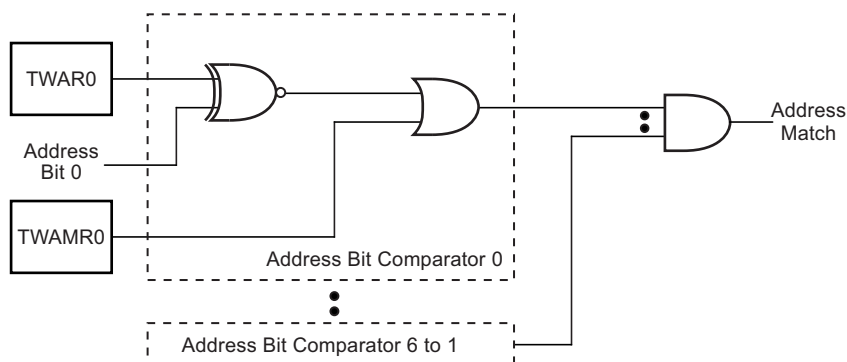 TWAR0
Address
Bit 0
TWAMR0
Address Bit Comparator 0
Address Bit Comparator 6 to 1
Address
Match